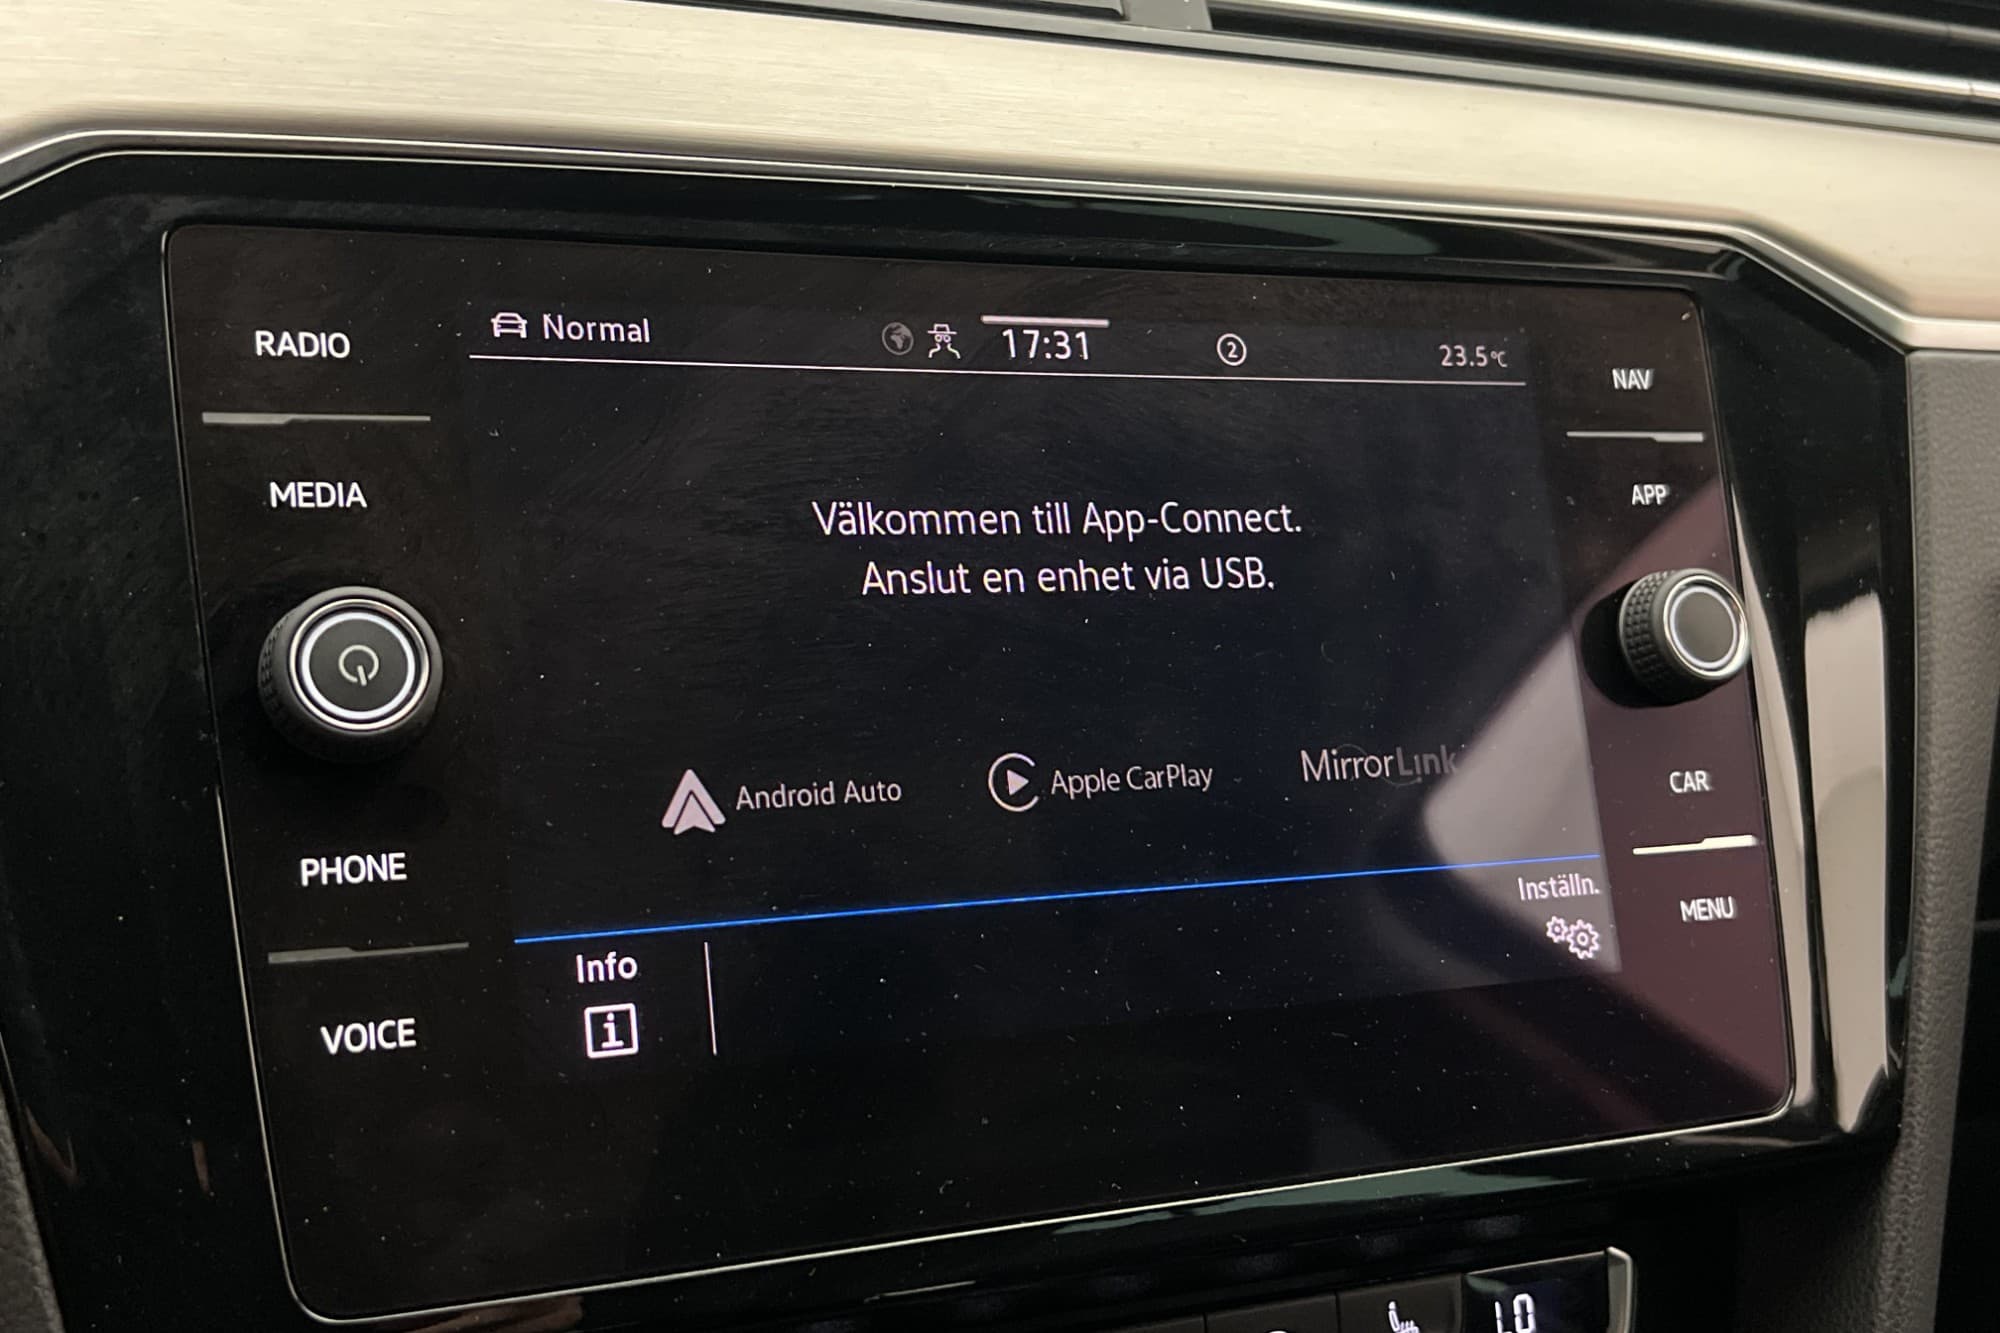 RADIO
MEDIA
PHONE
VOICE
Normal
17:31
2
23.5°C
Välkommen till App-Connect.
Anslut en enhet via USB.
Android Auto
Apple CarPlay
MirrorLink
Inställn.
Info
i
NAV
APP
CAR
MENU
LO